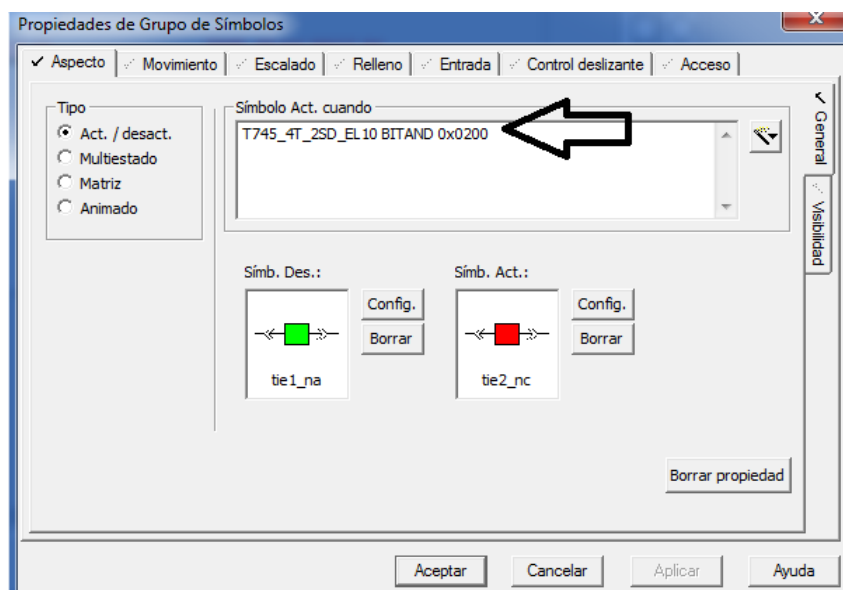 Propiedades de Grupo de Símbolos
Aspecto Movimiento Escalado Relleno Entrada Control deslizante Acceso
General
Visibilidad
Tipo
Act. / desact.
Multiestado
Matriz
Animado
Símbolo Act. cuando
T745_4T_2SD_EL10 BITAND 0x0200
Símb. Des.:
Config.
Borrar
tie1_na
Símb. Act.:
Config.
Borrar
tie2_nc
Borrar propiedad
Aceptar Cancelar Aplicar Ayuda